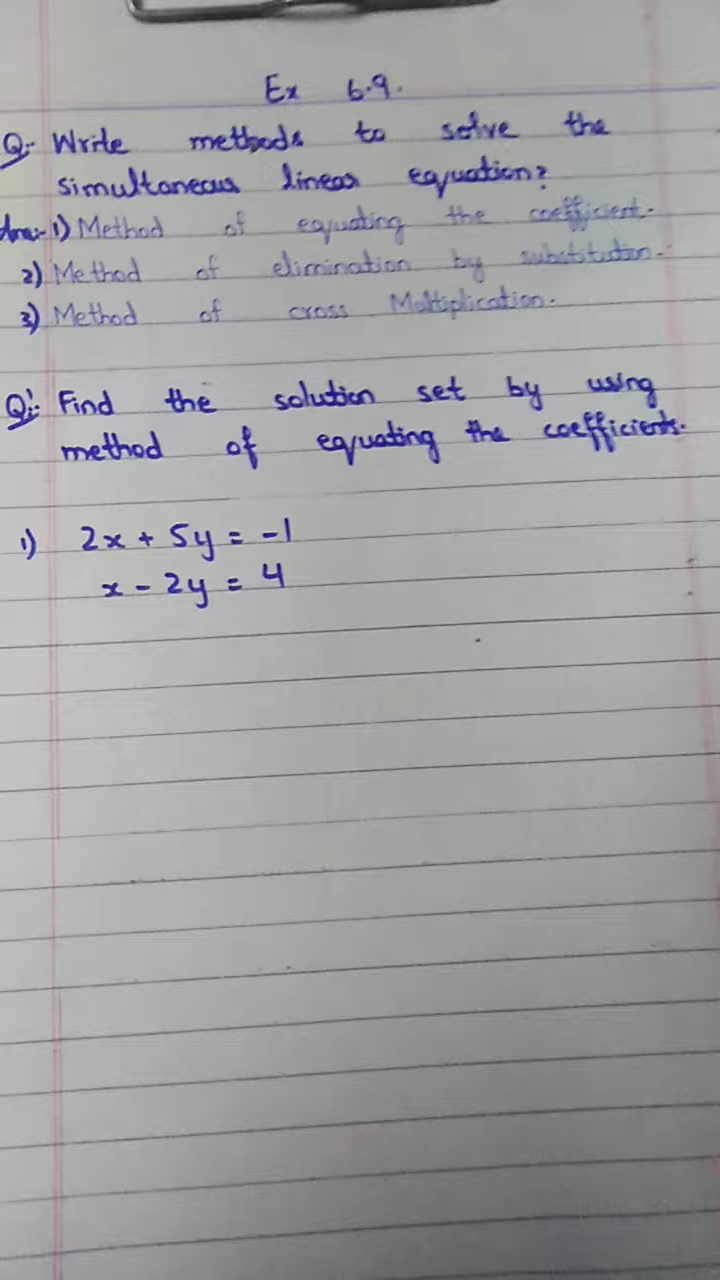 Ex 6.9.
Q:- Write methods to solve the
simultaneous linear equation?
Ans:- 1) Method of equating the coefficient.
2) Method of elimination by substitution.
3) Method of cross Multiplication.
Q1: Find the solution set by using
method of equating the coefficients.
1) 2x + 5y = -1
x - 2y = 4